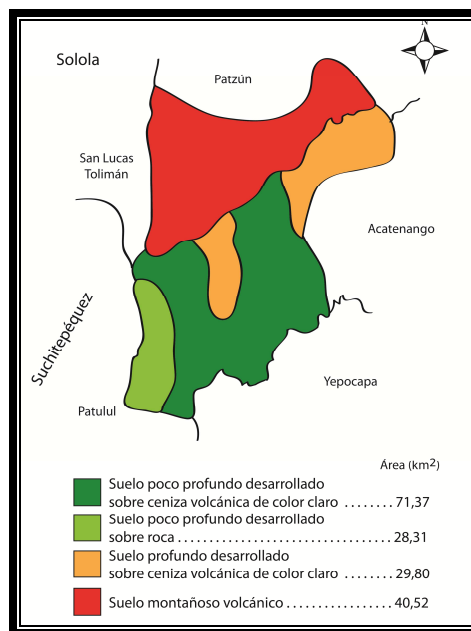 N
Solola
Patzún
San Lucas
Tolimán
Acatenango
Suchitepéquez
Yepocapa
Patulul
Área (km2)
Suelo poco profundo desarrollado
sobre ceniza volcánica de color claro ........ 71,37
Suelo poco profundo desarrollado
sobre roca .................................. 28,31
Suelo profundo desarrollado
sobre ceniza volcánica de color claro ........ 29,80
Suelo montañoso volcánico .................. 40,52